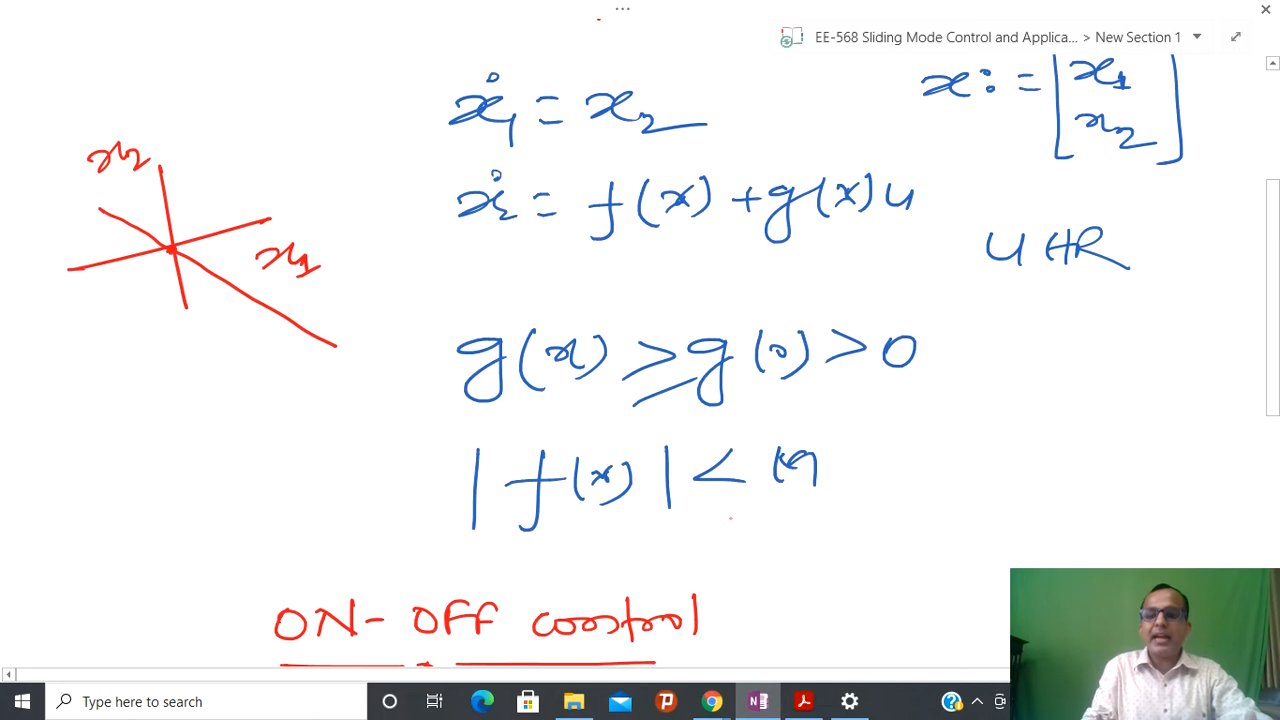 EE-568 Sliding Mode Control and Applica... > New Section 1
ẋ₁ = x₂
x := [x₁ x₂]
ẋ₂ = f(x) + g(x)u
x₂
x₁
g(x) ≥ g(0) > 0
|f(x)| <
ON-OFF control
Type here to search